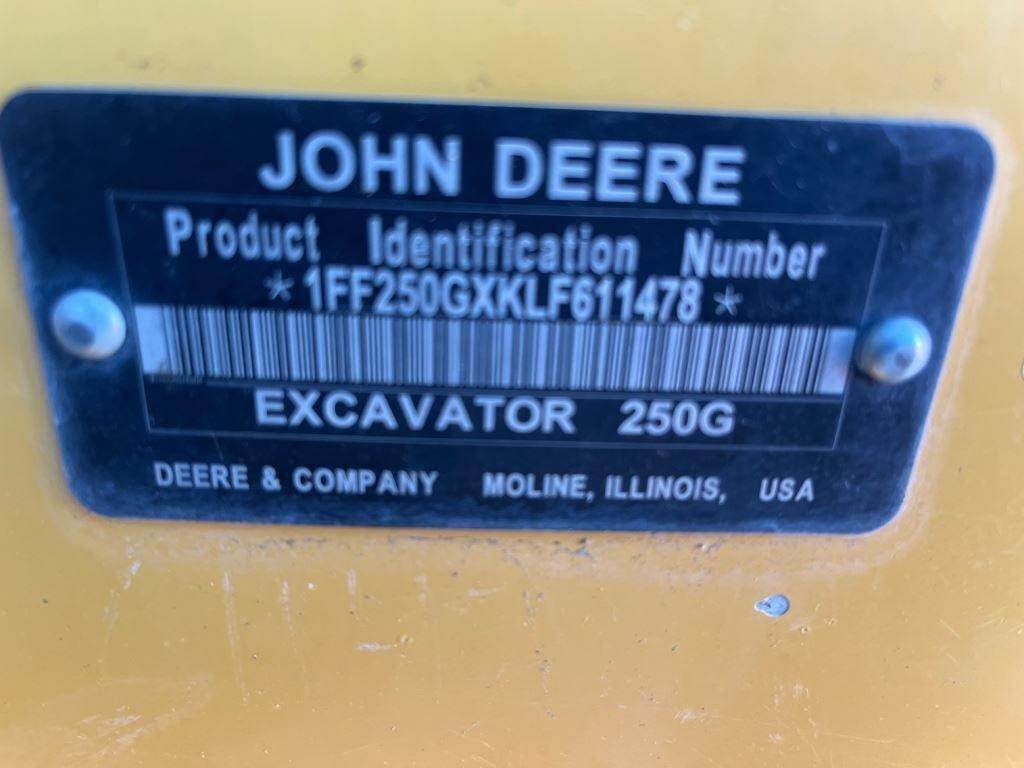 JOHN DEERE
Product Identification Number
* 1FF250GXKLF611478 *
EXCAVATOR 250G
DEERE & COMPANY MOLINE, ILLINOIS, USA